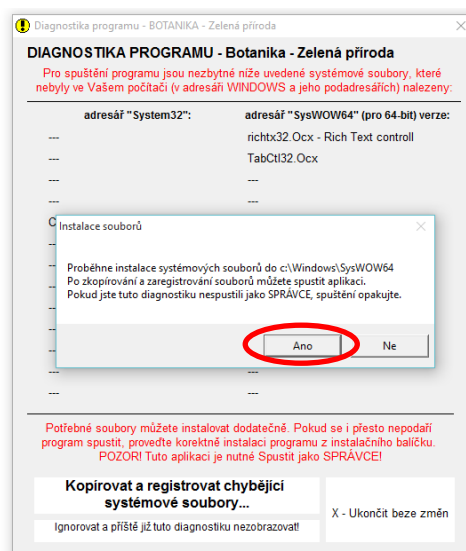 Diagnostika programu - BOTANIKA - Zelená příroda
DIAGNOSTIKA PROGRAMU - Botanika - Zelení příroda
Pro spuštění programu jsou nezbytné níže uvedené systémové soubory, které
nebyly ve Vašem počítači (v adresáři WINDOWS a jeho podadresářích) nalezeny:
adresář "System32": adresář "SysWOW64" (pro 64-bit) verze:
--- richtx32.Ocx - Rich Text controll
--- TabCtl32.Ocx
--- ---
--- ---
C
Instalace souborů
Proběhne instalace systémových souborů do c:\Windows\SysWOW64
Po zkopírování a zaregistrování souborů můžete spustit aplikaci.
Pokud jste tuto diagnostiku nespustili jako SPRÁVCE, spuštění opakujte.
Ano Ne
--- ---
--- ---
Potřebné soubory můžete instalovat dodatečně. Pokud se i přesto nepodaří
program spustit, proveďte korektně instalaci programu z instalačního balíčku.
POZOR! Tuto aplikaci je nutné Spustit jako SPRÁVCE!
Kopírovat a registrovat chybějící
systémové soubory...
X - Ukončit beze změn
Ignorovat a příště již tuto diagnostiku nezobrazovat!